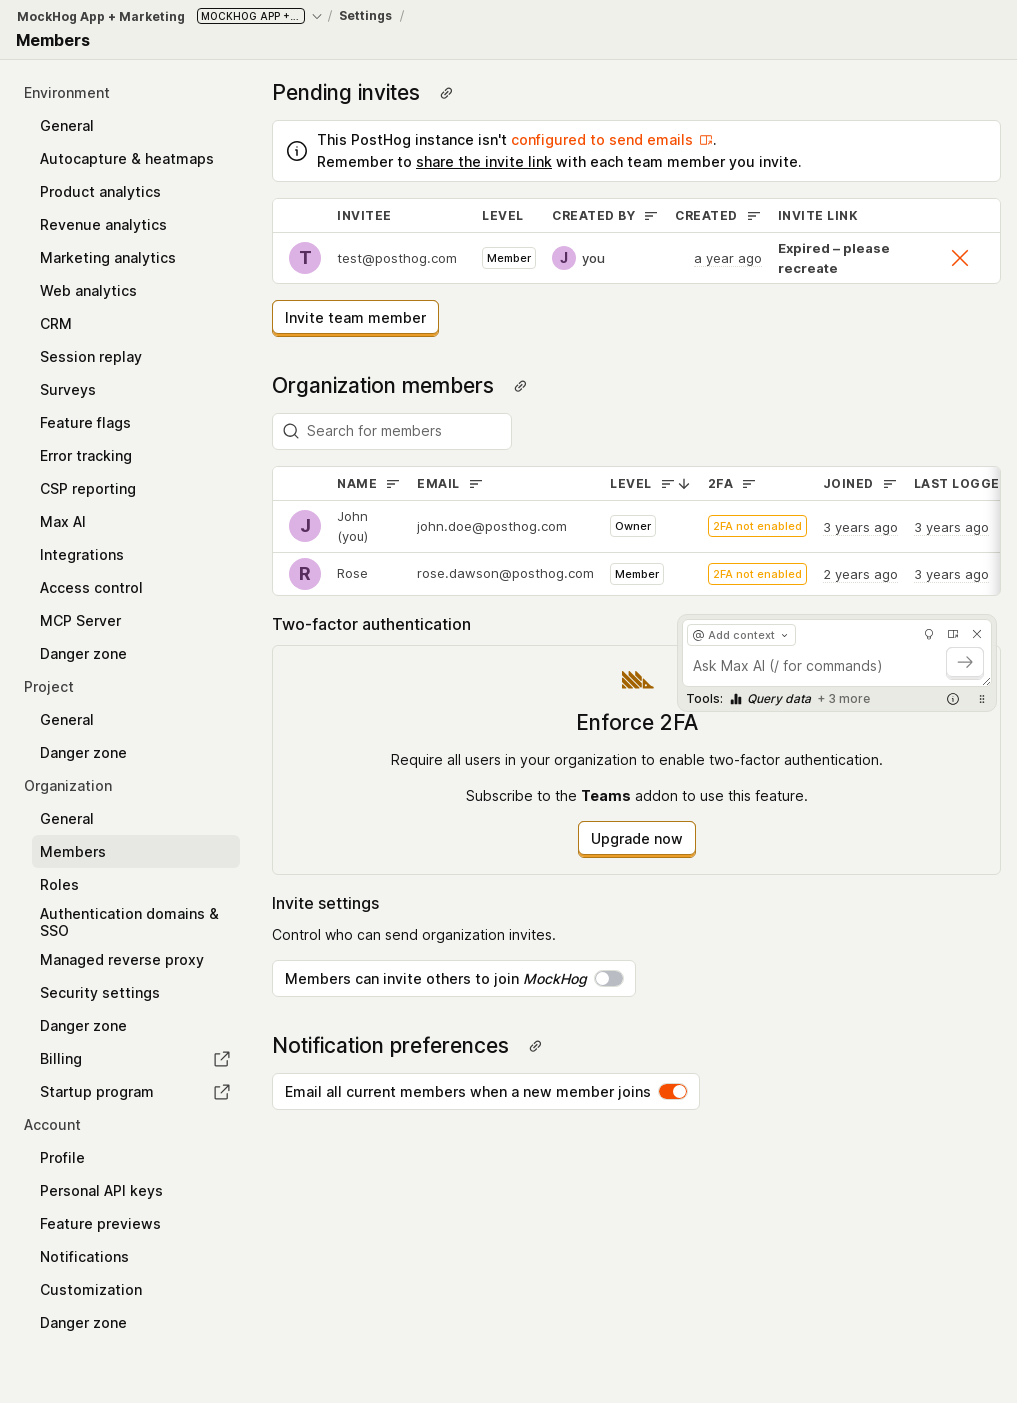 MockHog App + Marketing MOCKHOG APP +... / Settings /
Members
Environment
General
Autocapture & heatmaps
Product analytics
Revenue analytics
Marketing analytics
Web analytics
CRM
Session replay
Surveys
Feature flags
Error tracking
CSP reporting
Max AI
Integrations
Access control
MCP Server
Danger zone
Project
General
Danger zone
Organization
General
Members
Roles
Authentication domains &
SSO
Managed reverse proxy
Security settings
Danger zone
Billing
Startup program
Account
Profile
Personal API keys
Feature previews
Notifications
Customization
Danger zone
Pending invites
This PostHog instance isn't configured to send emails.
Remember to share the invite link with each team member you invite.
INVITEE LEVEL CREATED BY CREATED INVITE LINK
T test@posthog.com Member J you a year ago Expired – please
recreate
Invite team member
Organization members
Search for members
NAME EMAIL LEVEL 2FA JOINED LAST LOGGE
J John
(you) john.doe@posthog.com Owner 2FA not enabled 3 years ago 3 years ago
R Rose rose.dawson@posthog.com Member 2FA not enabled 2 years ago 3 years ago
Two-factor authentication
@ Add context
Ask Max AI (/ for commands)
Tools: Query data + 3 more
Enforce 2FA
Require all users in your organization to enable two-factor authentication.
Subscribe to the Teams addon to use this feature.
Upgrade now
Invite settings
Control who can send organization invites.
Members can invite others to join MockHog
Notification preferences
Email all current members when a new member joins